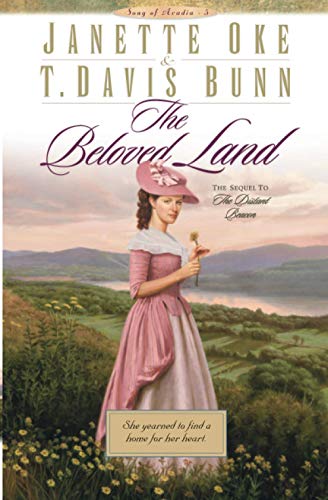 Song of Acadia - 5
JANETTE OKE
&
T. DAVIS BUNN
The
Beloved Land
THE SEQUEL TO
The Distant
Beacon
She yearned to find a
home for her heart.